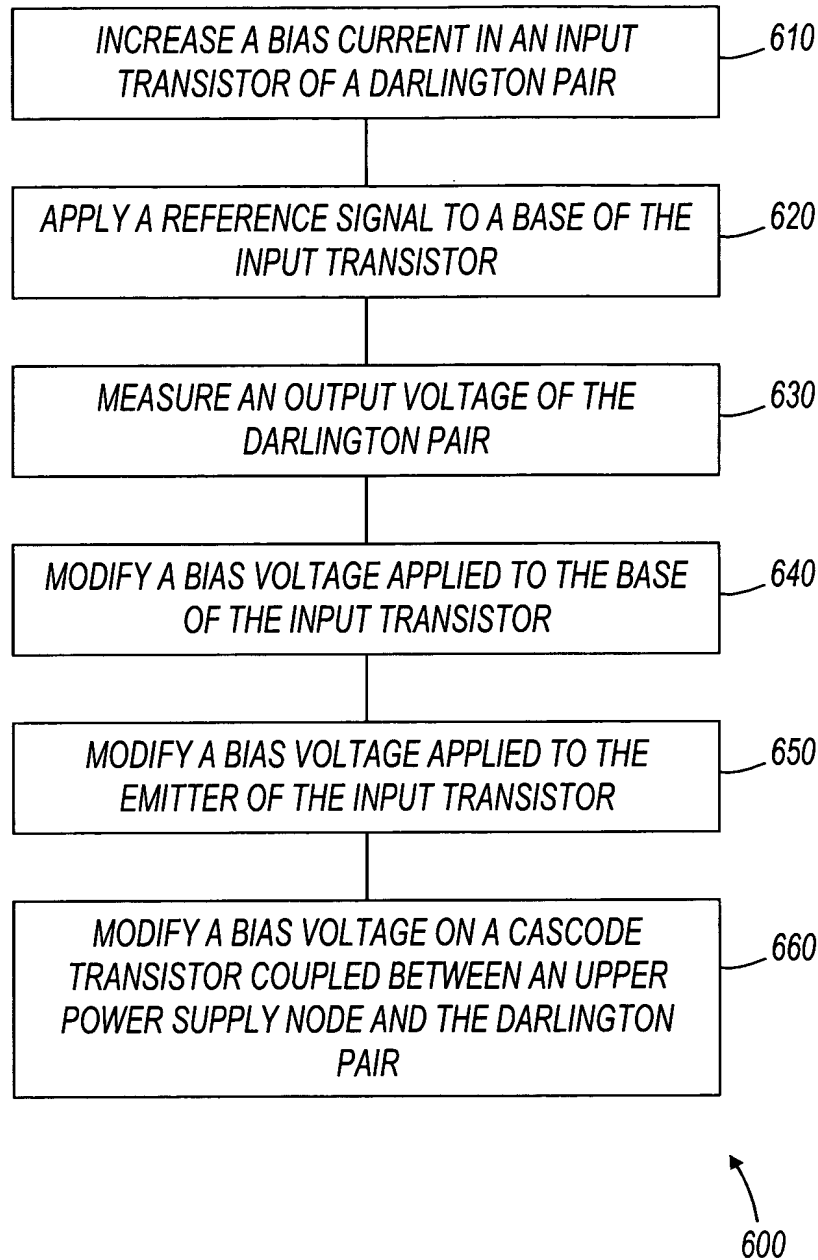 INCREASE A BIAS CURRENT IN AN INPUT
TRANSISTOR OF A DARLINGTON PAIR
610
APPLY A REFERENCE SIGNAL TO A BASE OF THE
INPUT TRANSISTOR
620
MEASURE AN OUTPUT VOLTAGE OF THE
DARLINGTON PAIR
630
MODIFY A BIAS VOLTAGE APPLIED TO THE BASE
OF THE INPUT TRANSISTOR
640
MODIFY A BIAS VOLTAGE APPLIED TO THE
EMITTER OF THE INPUT TRANSISTOR
650
MODIFY A BIAS VOLTAGE ON A CASCODE
TRANSISTOR COUPLED BETWEEN AN UPPER
POWER SUPPLY NODE AND THE DARLINGTON
PAIR
660
600